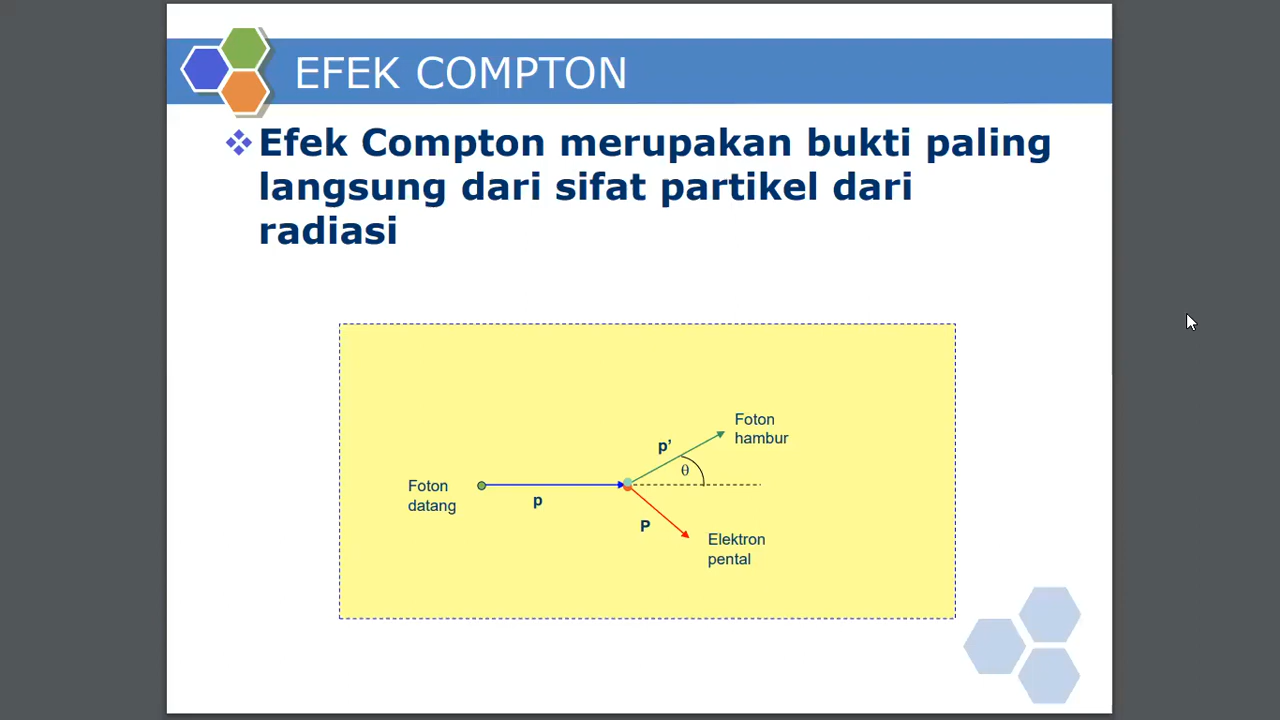 EFEK COMPTON
Efek Compton merupakan bukti paling
langsung dari sifat partikel dari
radiasi
Foton
hambur
p’
θ
Foton
datang
p
P
Elektron
pental